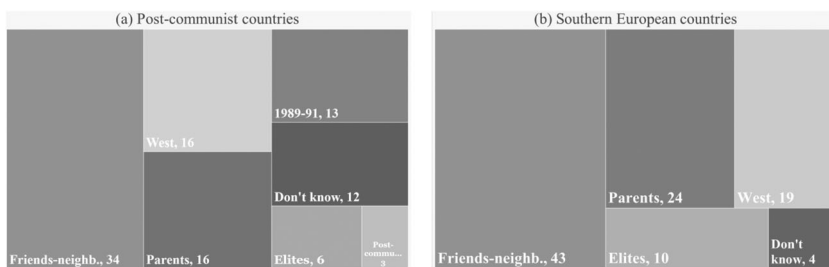 (a) Post-communist countries
(b) Southern European countries
West, 16
1989-91, 13
Don't know, 12
Friends-neighb., 34
Parents, 16
Elites, 6
Post-
commu...
3
Parents, 24
West, 19
Friends-neighb., 43
Elites, 10
Don't
know, 4